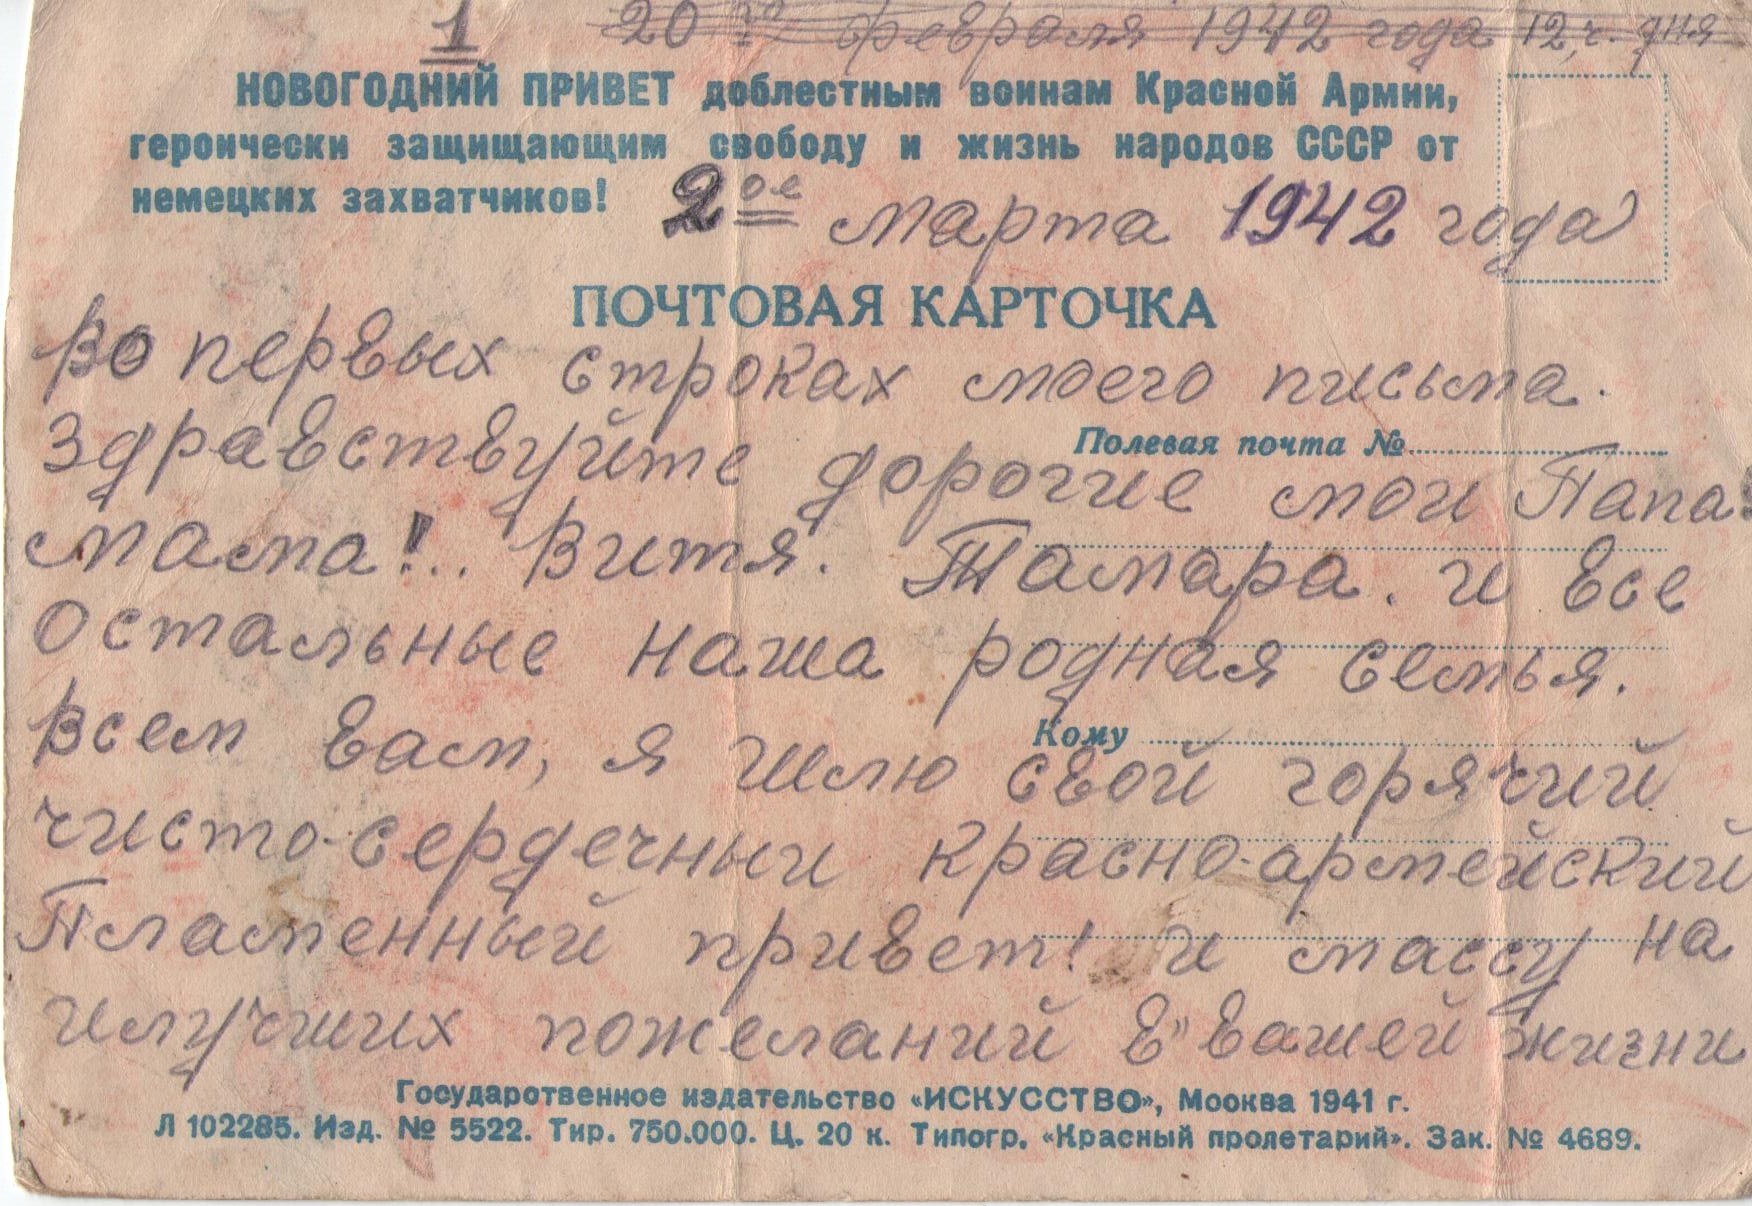 1 20го февраля 1942 года 12 ч. дня
НОВОГОДНИЙ ПРИВЕТ доблестным воинам Красной Армии,
героически защищающим свободу и жизнь народов СССР от
немецких захватчиков!
2ое марта 1942 года
ПОЧТОВАЯ КАРТОЧКА
Во первых строках моего письма.
Полевая почта №
Здравствуйте дорогие мои Папа
мама!.. Витя. Тамара. и все
остальные наша родная семья.
Кому
Всем вам, я шлю свой горячий
чисто-сердечный красно-армейский
Пламенный привет! и массу на
илучших пожеланий в" вашей жизни
Государотвенное издательство «ИСКУССТВО», Мооква 1941 г.
Л 102285. Изд. № 5522. Тир. 750.000. Ц. 20 к. Типогр. «Красный пролетарий». Зак. № 4689.